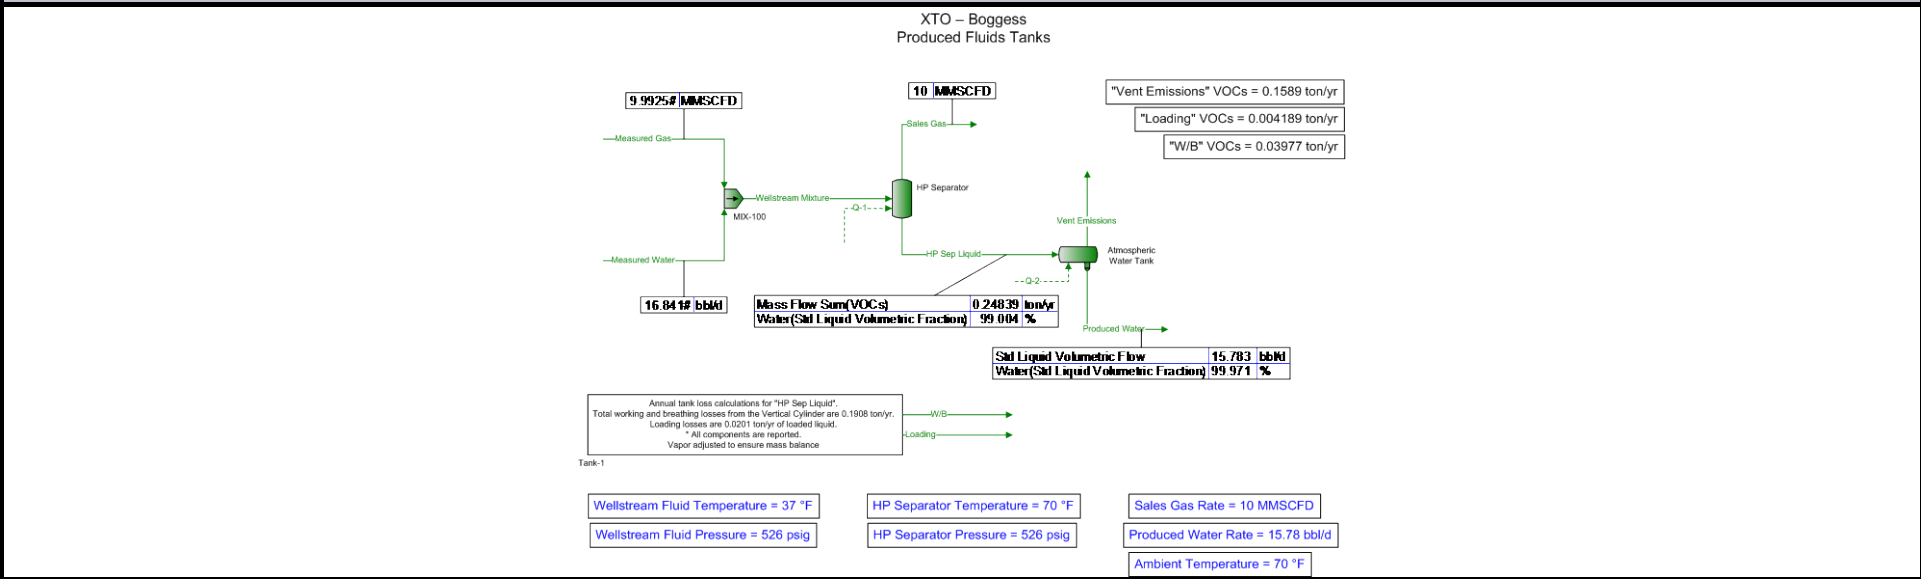 XTO – Boggess
Produced Fluids Tanks
9.9925# MMSCFD
10 MMSCFD
"Vent Emissions" VOCs = 0.1589 ton/yr
"Loading" VOCs = 0.004189 ton/yr
"W/B" VOCs = 0.03977 ton/yr
Measured Gas
Sales Gas
HP Separator
Wellstream Mixture
Q-1
MIX-100
Vent Emissions
Measured Water
HP Sep Liquid
Atmospheric
Water Tank
Q-2
16.841# bbl/d
Mass Flow Sum(VOCs) 0.24839 ton/yr
Water(Std Liquid Volumetric Fraction) 99.004 %
Produced Water
Std Liquid Volumetric Flow 15.783 bbl/d
Water(Std Liquid Volumetric Fraction) 99.971 %
Annual tank loss calculations for "HP Sep Liquid".
Total working and breathing losses from the Vertical Cylinder are 0.1908 ton/yr.
Loading losses are 0.0201 ton/yr of loaded liquid.
* All components are reported.
Vapor adjusted to ensure mass balance
W/B
Loading
Tank-1
Wellstream Fluid Temperature = 37 °F
HP Separator Temperature = 70 °F
Sales Gas Rate = 10 MMSCFD
Wellstream Fluid Pressure = 526 psig
HP Separator Pressure = 526 psig
Produced Water Rate = 15.78 bbl/d
Ambient Temperature = 70 °F